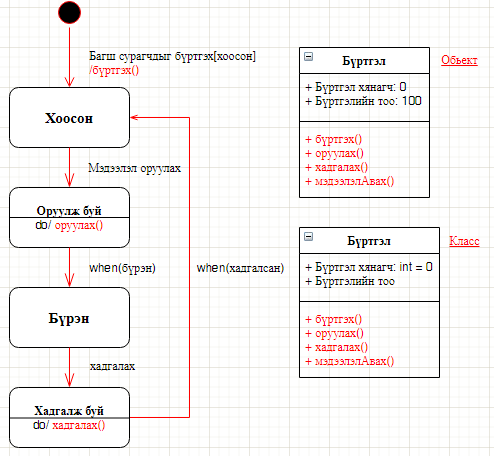 Багш сурагчдыг бүртгэх[хоосон]
/бүртгэх()
Хоосон
Мэдээлэл оруулах
Оруулж буй
do/ оруулах()
when(бүрэн)
when(хадгалсан)
Бүрэн
хадгалах
Хадгалж буй
do/ хадгалах()
Бүртгэл
Обьект
+ Бүртгэл хянагч: 0
+ Бүртгэлийн тоо: 100
+ бүртгэх()
+ оруулах()
+ хадгалах()
+ мэдээлэлАвах()
Бүртгэл
Класс
+ Бүртгэл хянагч: int = 0
+ Бүртгэлийн тоо
+ бүртгэх()
+ оруулах()
+ хадгалах()
+ мэдээлэлАвах()